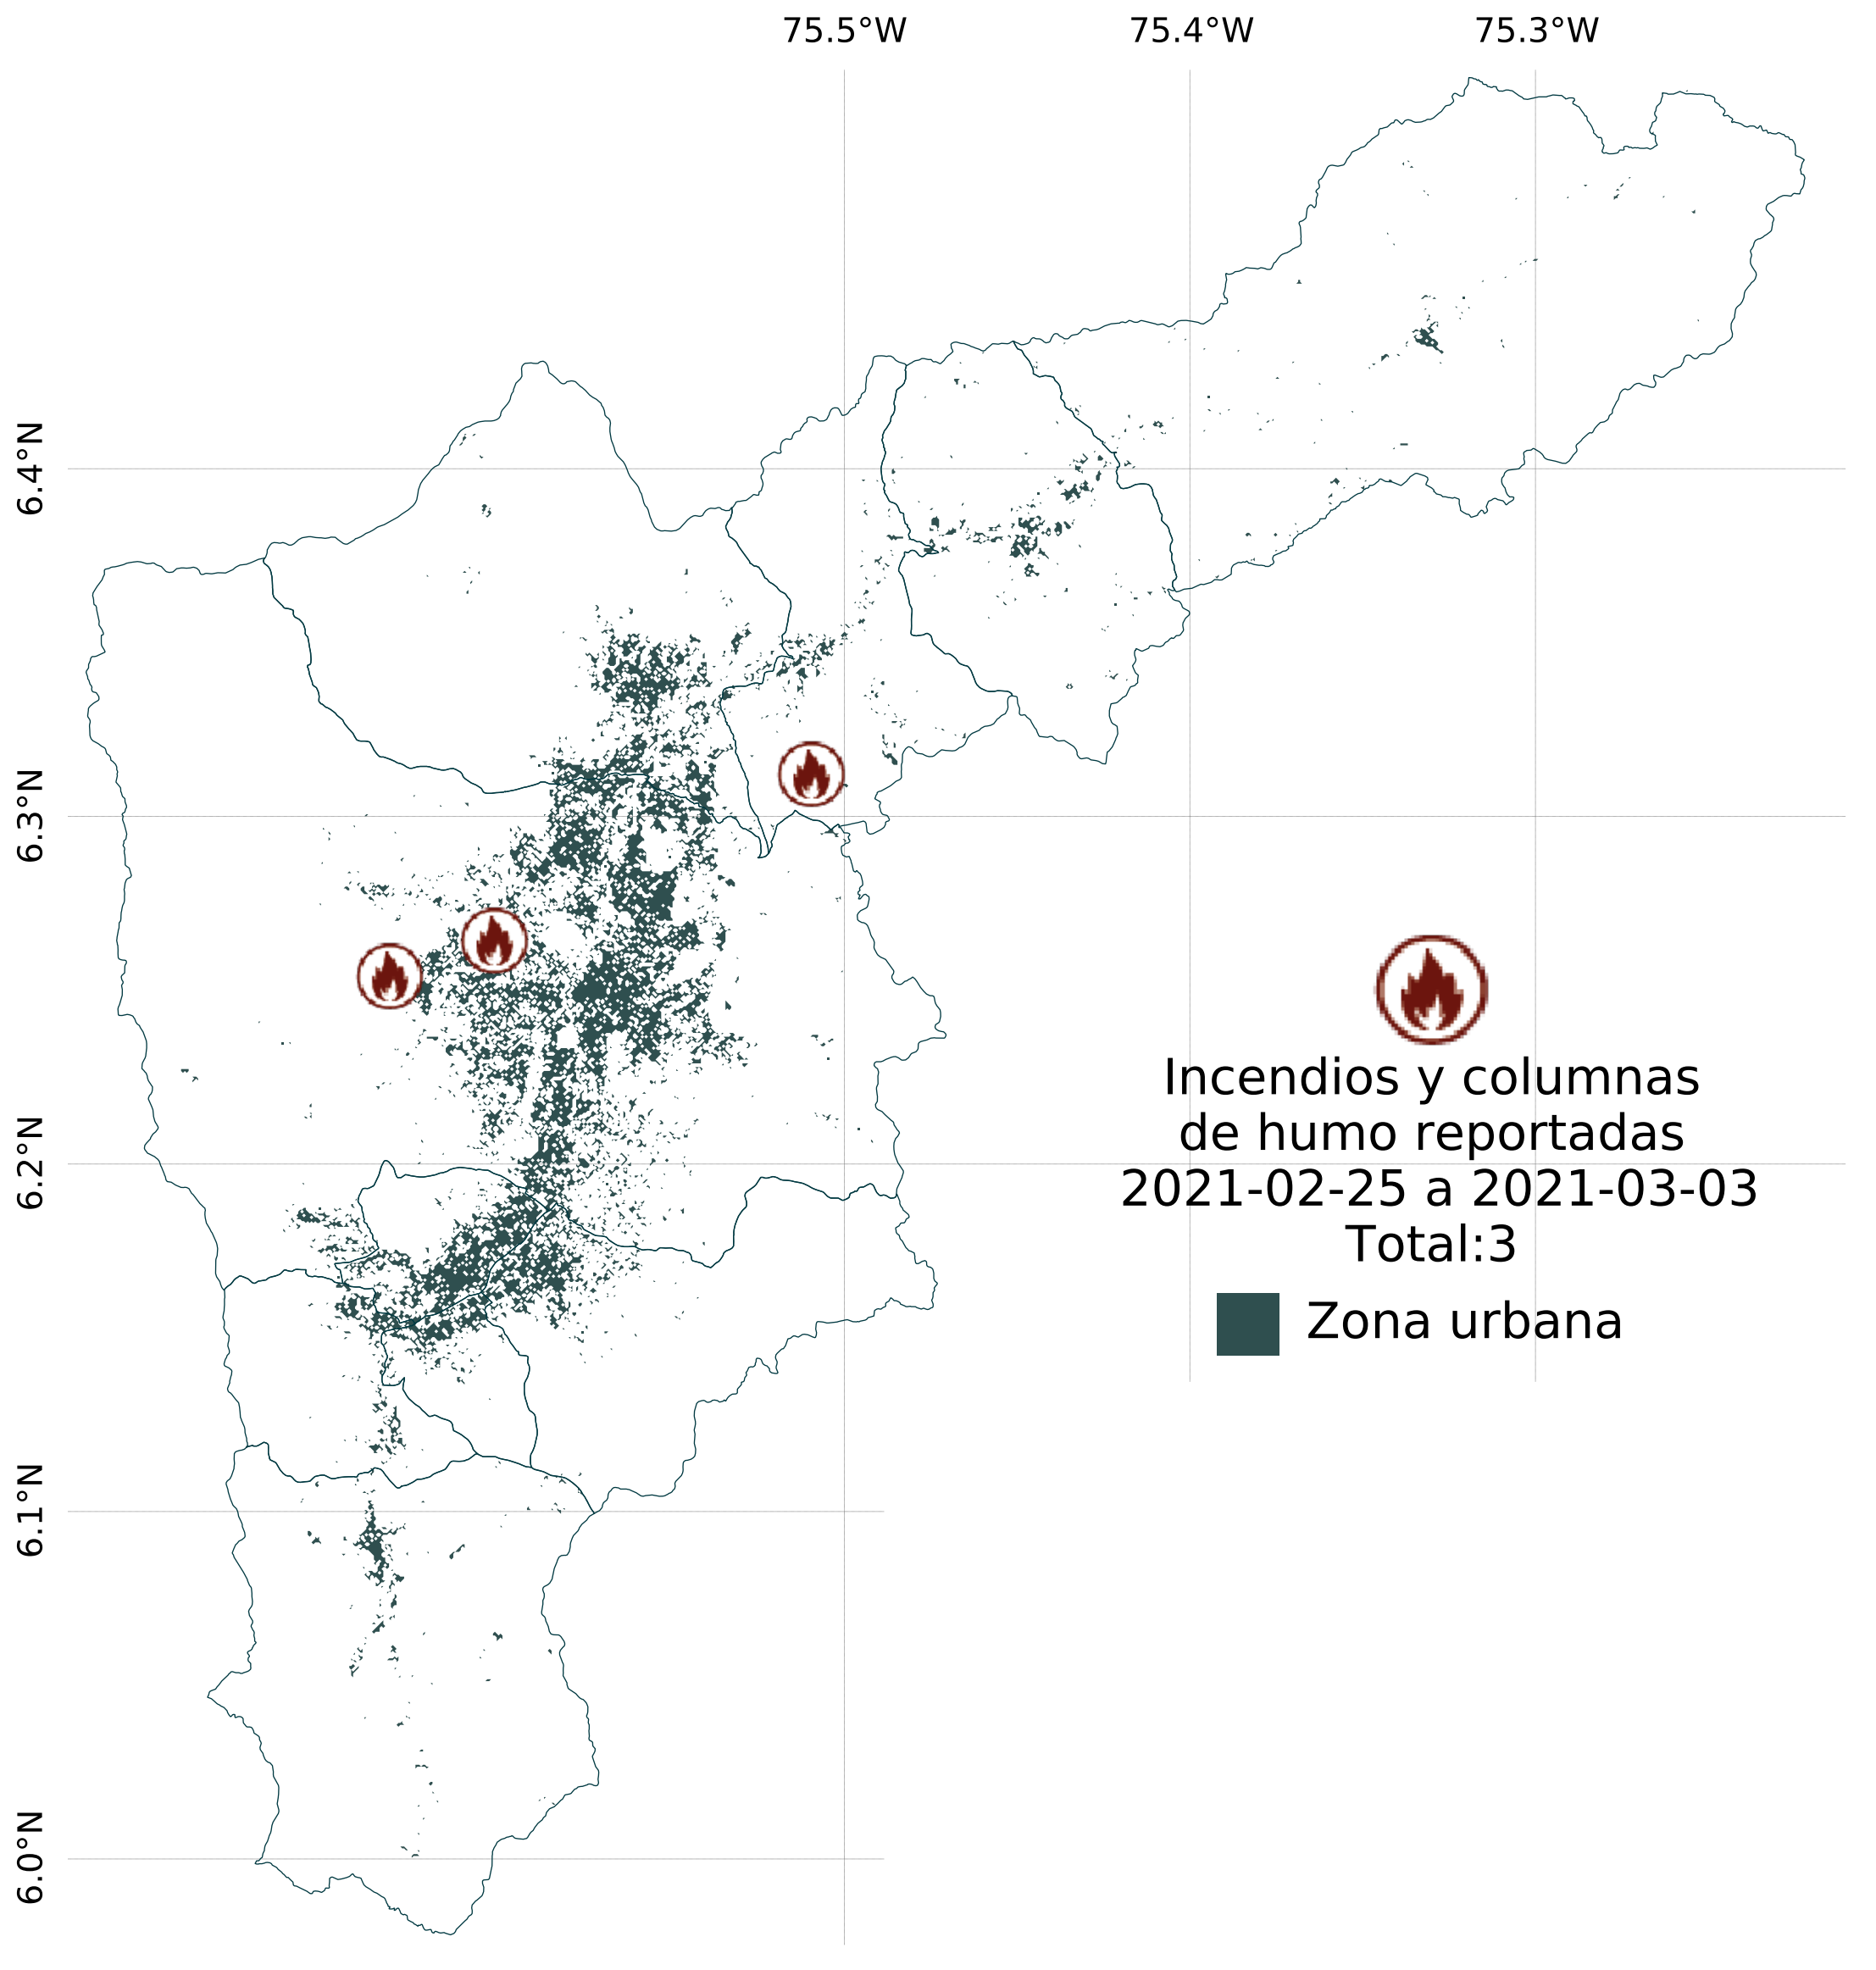 75.5°W 75.4°W 75.3°W
6.4°N
6.3°N
6.2°N
6.1°N
6.0°N
Incendios y columnas
de humo reportadas
2021-02-25 a 2021-03-03
Total:3
Zona urbana